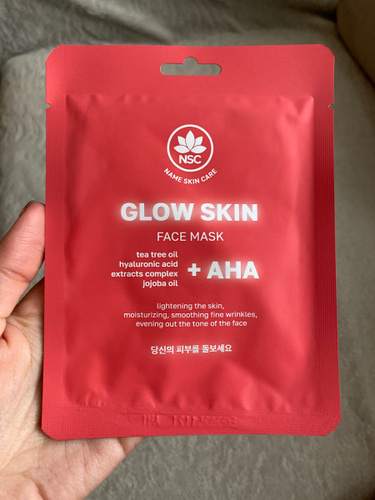 NSC
NAME SKIN CARE
GLOW SKIN
FACE MASK
tea tree oil
hyaluronic acid
extracts complex
jojoba oil
+ AHA
lightening the skin,
moisturizing, smoothing fine wrinkles,
evening out the tone of the face
당신의 피부를 돌보세요